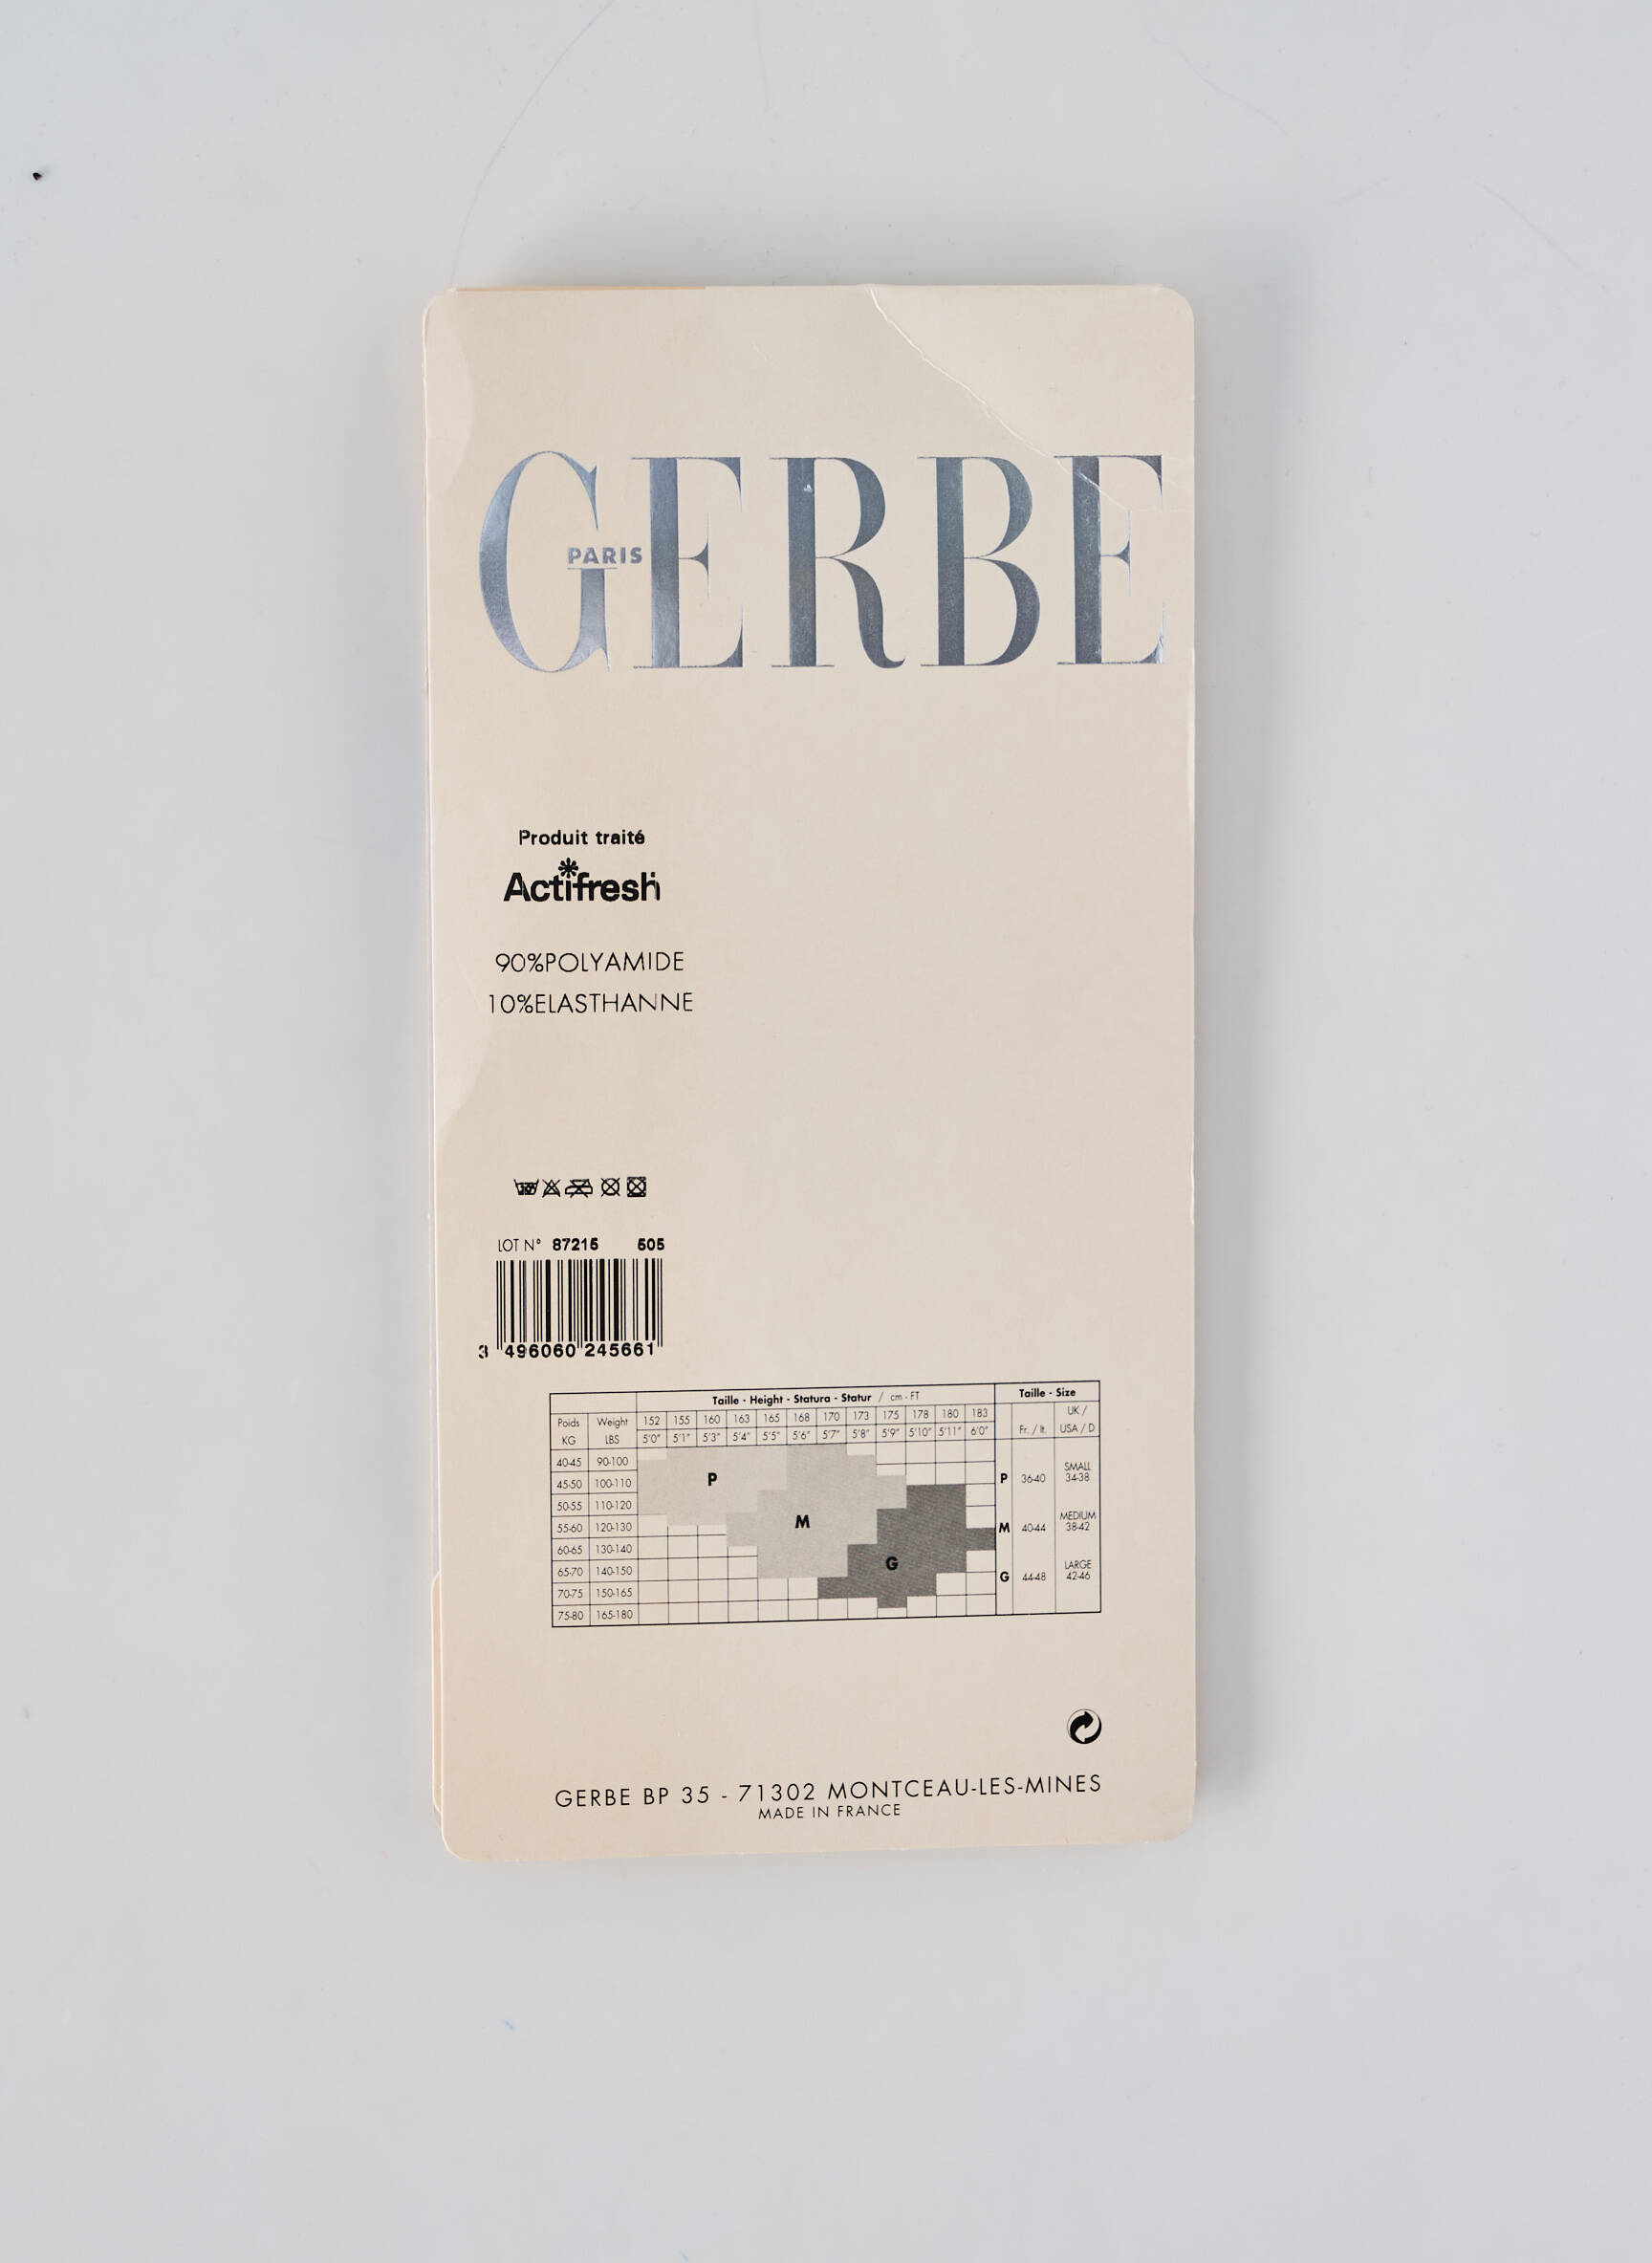 GERBE
PARIS
Produit traité
Actifresh
90%POLYAMIDE
10%ELASTHANNE
LOT N° 87215 505
3 496060 245661
Taille - Height - Statura - Statur / cm - FT Taille - Size
Poids Weight 152 155 160 163 165 168 170 173 175 178 180 183 UK /
KG LBS 5'0" 5'1" 5'3" 5'4" 5'5" 5'6" 5'7" 5'8" 5'9" 5'10" 5'11" 6'0" Fr. / It. USA / D
40-45 90-100
45-50 100-110 P P 36-40 SMALL 34-38
50-55 110-120
55-60 120-130 M M 40-44 MEDIUM 38-42
60-65 130-140
65-70 140-150 G G 44-48 LARGE 42-46
70-75 150-165
75-80 165-180
GERBE BP 35 - 71302 MONTCEAU-LES-MINES
MADE IN FRANCE